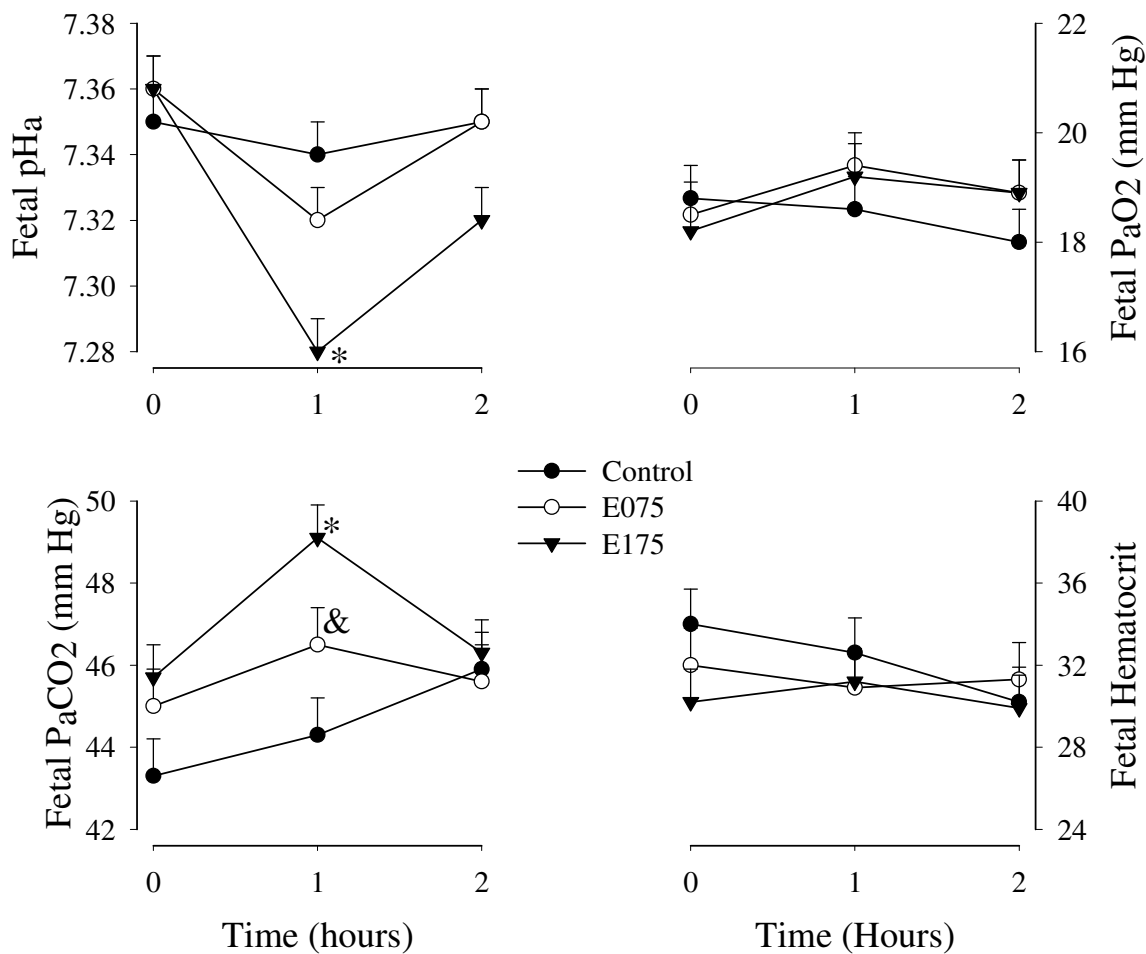 Fetal pHa
7.38
7.36
7.34
7.32
7.30
7.28
*
0 1 2
Fetal PaO2 (mm Hg)
22
20
18
16
0 1 2
Control
E075
E175
Fetal PaCO2 (mm Hg)
50
48
46
44
42
*
&
0 1 2
Time (hours)
Fetal Hematocrit
40
36
32
28
24
0 1 2
Time (Hours)